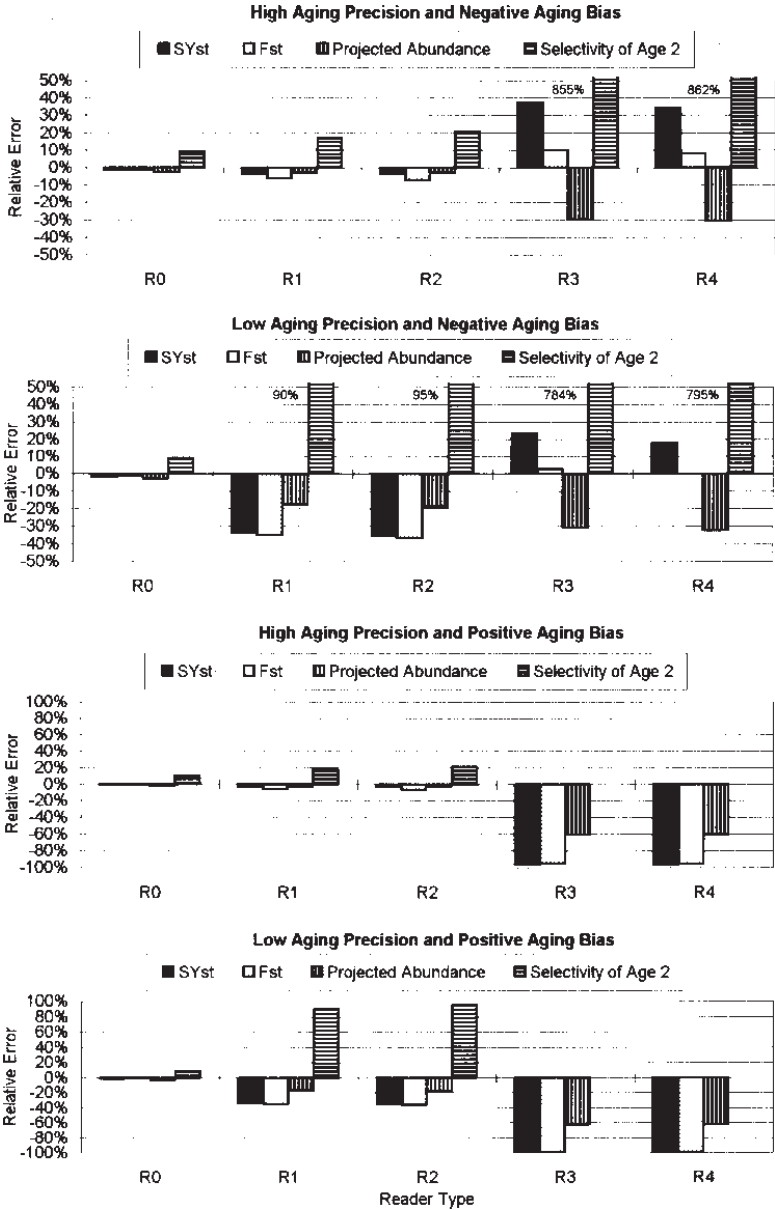 High Aging Precision and Negative Aging Bias
SYst Fst Projected Abundance Selectivity of Age 2
50%
40%
30%
20%
10%
0%
-10%
-20%
-30%
-40%
-50%
Relative Error
855% 862%
R0 R1 R2 R3 R4
Low Aging Precision and Negative Aging Bias
SYst Fst Projected Abundance Selectivity of Age 2
50%
40%
30%
20%
10%
0%
-10%
-20%
-30%
-40%
-50%
Relative Error
90% 95% 784% 795%
R0 R1 R2 R3 R4
High Aging Precision and Positive Aging Bias
SYst Fst Projected Abundance Selectivity of Age 2
100%
80%
60%
40%
20%
0%
-20%
-40%
-60%
-80%
-100%
Relative Error
R0 R1 R2 R3 R4
Low Aging Precision and Positive Aging Bias
SYst Fst Projected Abundance Selectivity of Age 2
100%
80%
60%
40%
20%
0%
-20%
-40%
-60%
-80%
-100%
Relative Error
R0 R1 R2 R3 R4
Reader Type